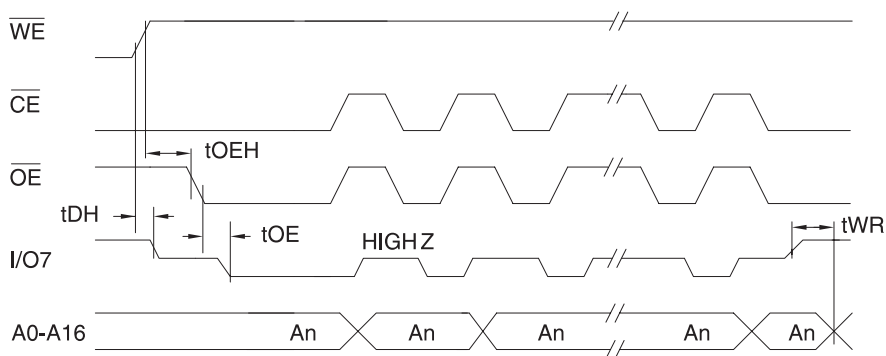 WE
CE
tOEH
OE
tDH
tOE
HIGH Z
tWR
I/O7
A0-A16 An An An An An